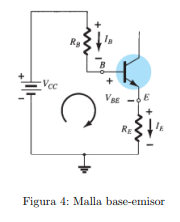 +
R_B I_B
B
+ V_CC
V_BE E
+
R_E I_E
Figura 4: Malla base-emisor